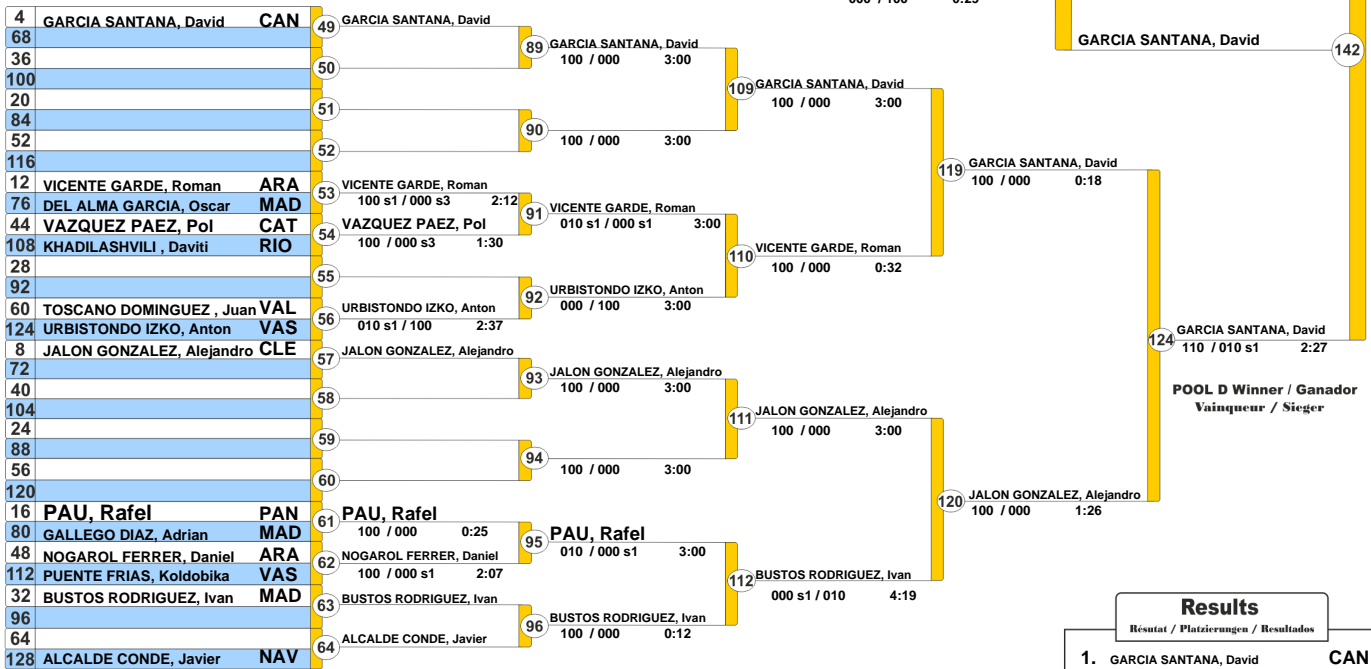 000 / 100 0:25
4 GARCIA SANTANA, David CAN
68
36
100
20
84
52
116
12 VICENTE GARDE, Roman ARA
76 DEL ALMA GARCIA, Oscar MAD
44 VAZQUEZ PAEZ, Pol CAT
108 KHADILASHVILI , Daviti RIO
28
92
60 TOSCANO DOMINGUEZ , Juan VAL
124 URBISTONDO IZKO, Anton VAS
8 JALON GONZALEZ, Alejandro CLE
72
40
104
24
88
56
120
16 PAU, Rafel PAN
80 GALLEGO DIAZ, Adrian MAD
48 NOGAROL FERRER, Daniel ARA
112 PUENTE FRIAS, Koldobika VAS
32 BUSTOS RODRIGUEZ, Ivan MAD
96
64
128 ALCALDE CONDE, Javier NAV
49 GARCIA SANTANA, David
50
51
52
53 VICENTE GARDE, Roman
100 s1 / 000 s3 2:12
54 VAZQUEZ PAEZ, Pol
100 / 000 s3 1:30
55
56 URBISTONDO IZKO, Anton
010 s1 / 100 2:37
57 JALON GONZALEZ, Alejandro
58
59
60
61 PAU, Rafel
100 / 000 0:25
62 NOGAROL FERRER, Daniel
100 / 000 s1 2:07
63 BUSTOS RODRIGUEZ, Ivan
64 ALCALDE CONDE, Javier
89 GARCIA SANTANA, David
100 / 000 3:00
90
100 / 000 3:00
91 VICENTE GARDE, Roman
010 s1 / 000 s1 3:00
92 URBISTONDO IZKO, Anton
000 / 100 3:00
93 JALON GONZALEZ, Alejandro
100 / 000 3:00
94
100 / 000 3:00
95 PAU, Rafel
010 / 000 s1 3:00
96 BUSTOS RODRIGUEZ, Ivan
100 / 000 0:12
109 GARCIA SANTANA, David
100 / 000 3:00
110 VICENTE GARDE, Roman
100 / 000 0:32
111 JALON GONZALEZ, Alejandro
100 / 000 3:00
112 BUSTOS RODRIGUEZ, Ivan
000 s1 / 010 4:19
119 GARCIA SANTANA, David
100 / 000 0:18
120 JALON GONZALEZ, Alejandro
100 / 000 1:26
124 GARCIA SANTANA, David
110 / 010 s1 2:27
POOL D Winner / Ganador
Vainqueur / Sieger
GARCIA SANTANA, David
142
Results
Résutat / Platzierungen / Resultados
1. GARCIA SANTANA, David CAN